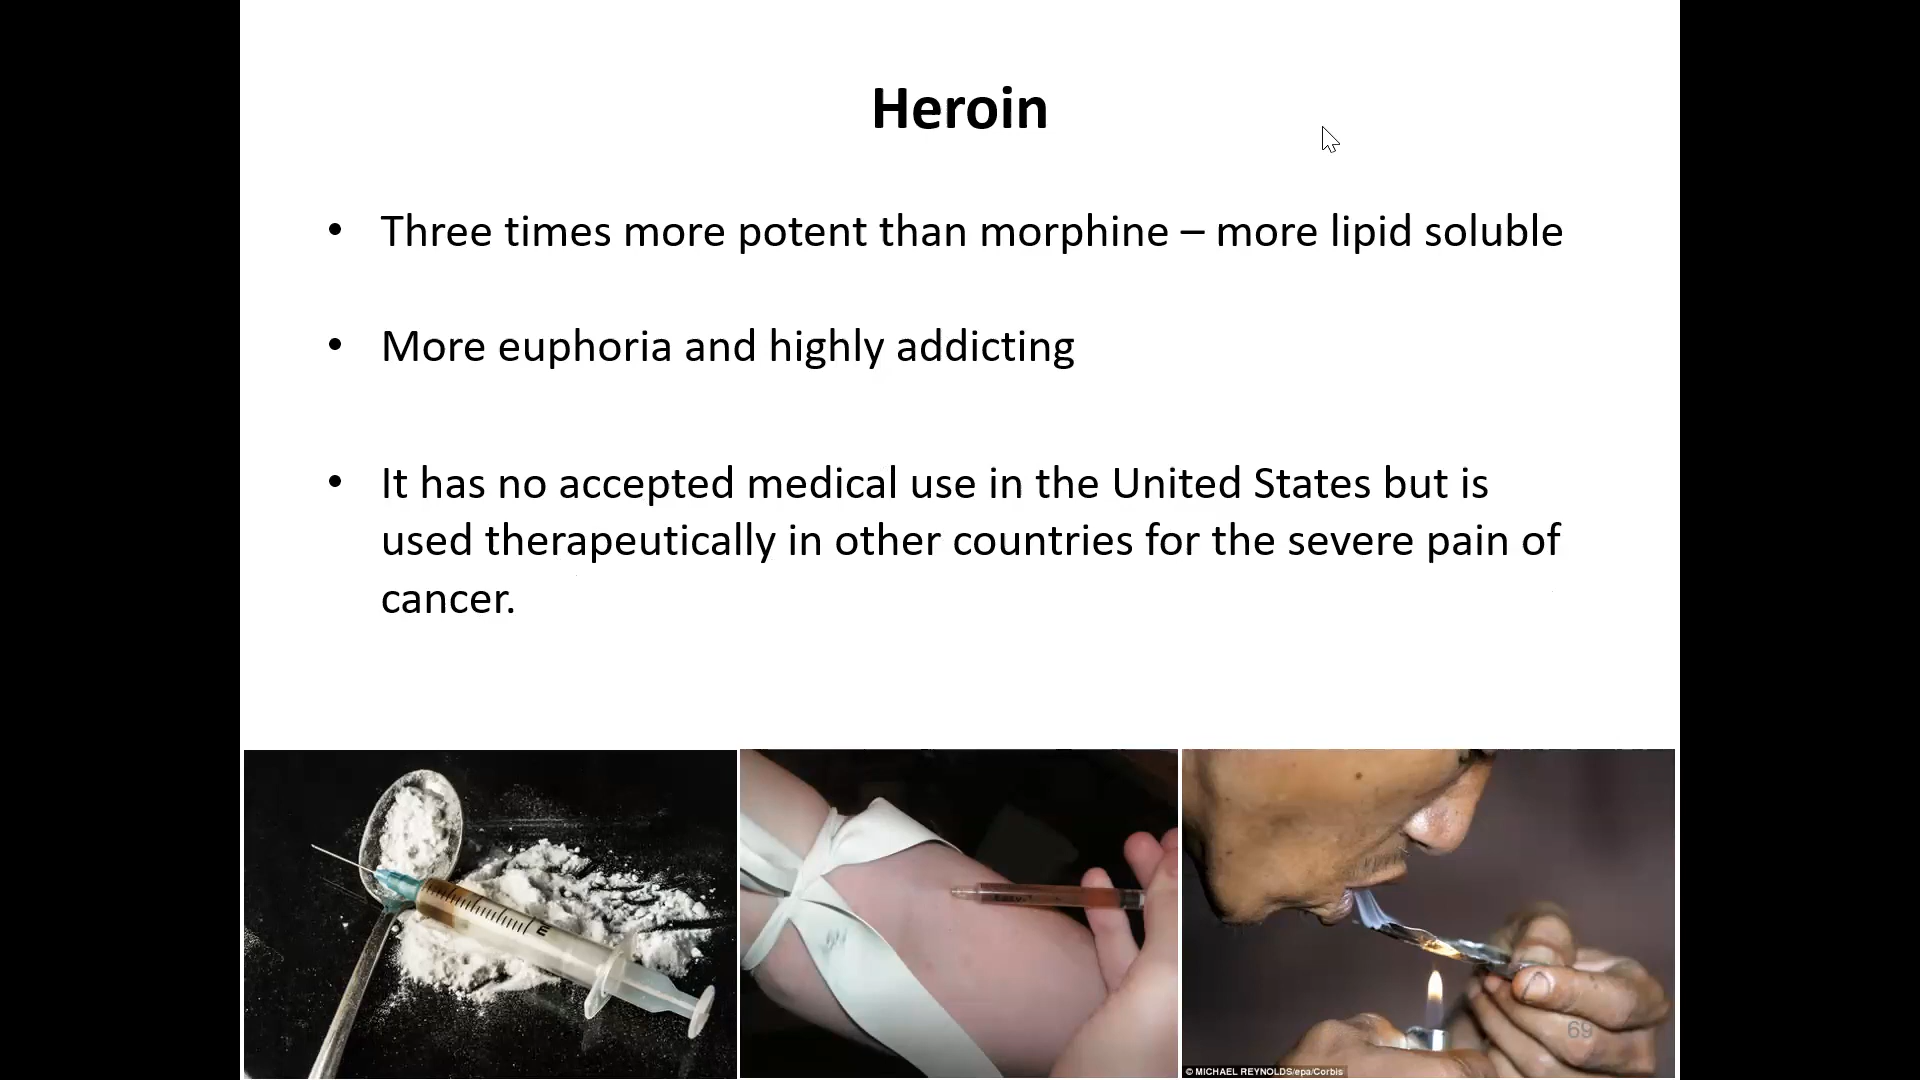 Heroin
• Three times more potent than morphine – more lipid soluble
• More euphoria and highly addicting
• It has no accepted medical use in the United States but is
used therapeutically in other countries for the severe pain of
cancer.
69
© MICHAEL REYNOLDS/epa/Corbis